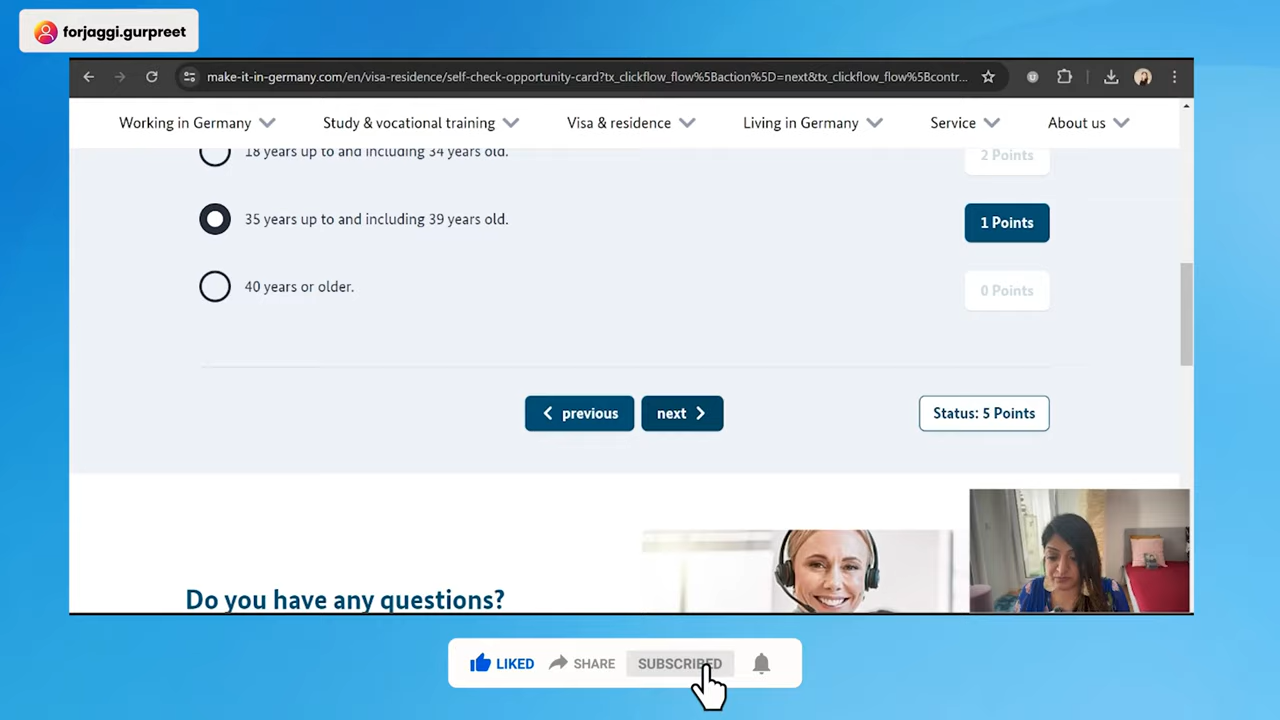 forjaggi.gurpreet
make-it-in-germany.com/en/visa-residence/self-check-opportunity-card?tx_clickflow_flow%5Baction%5D=next&tx_clickflow_flow%5Bcontr...
Working in Germany Study & vocational training Visa & residence Living in Germany Service About us
18 years up to and including 34 years old. 2 Points
35 years up to and including 39 years old. 1 Points
40 years or older. 0 Points
previous next Status: 5 Points
Do you have any questions?
LIKED SHARE SUBSCRIBED